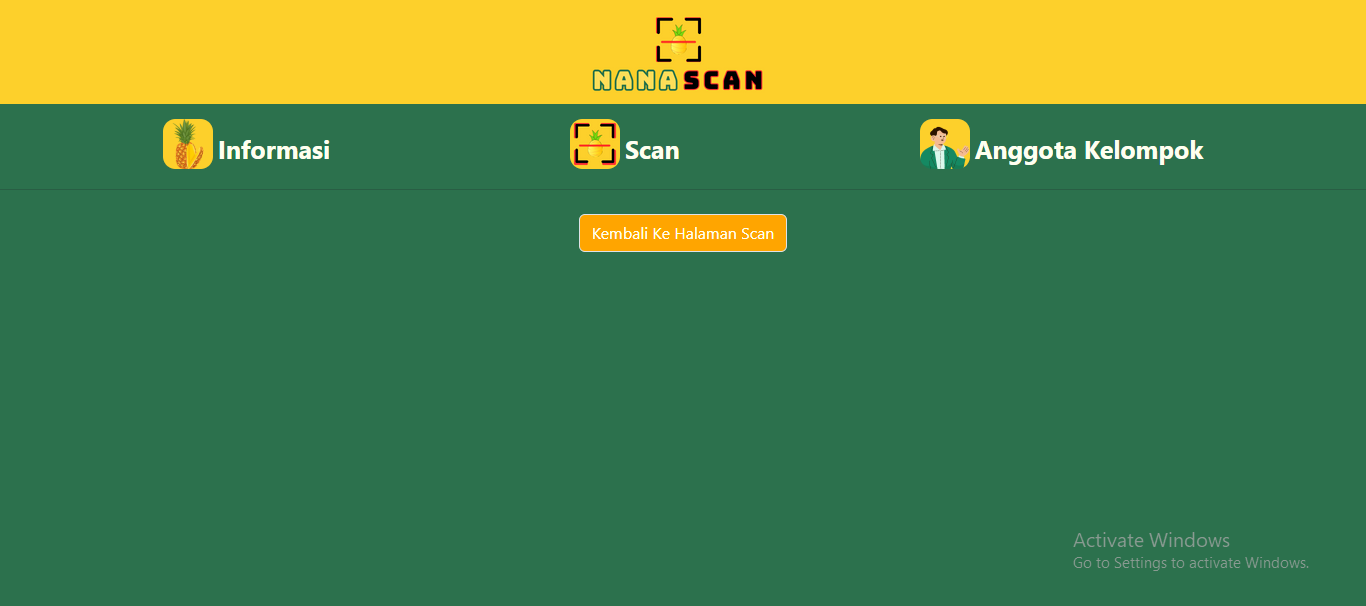 NANASCAN
Informasi
Scan
Anggota Kelompok
Kembali Ke Halaman Scan
Activate Windows
Go to Settings to activate Windows.